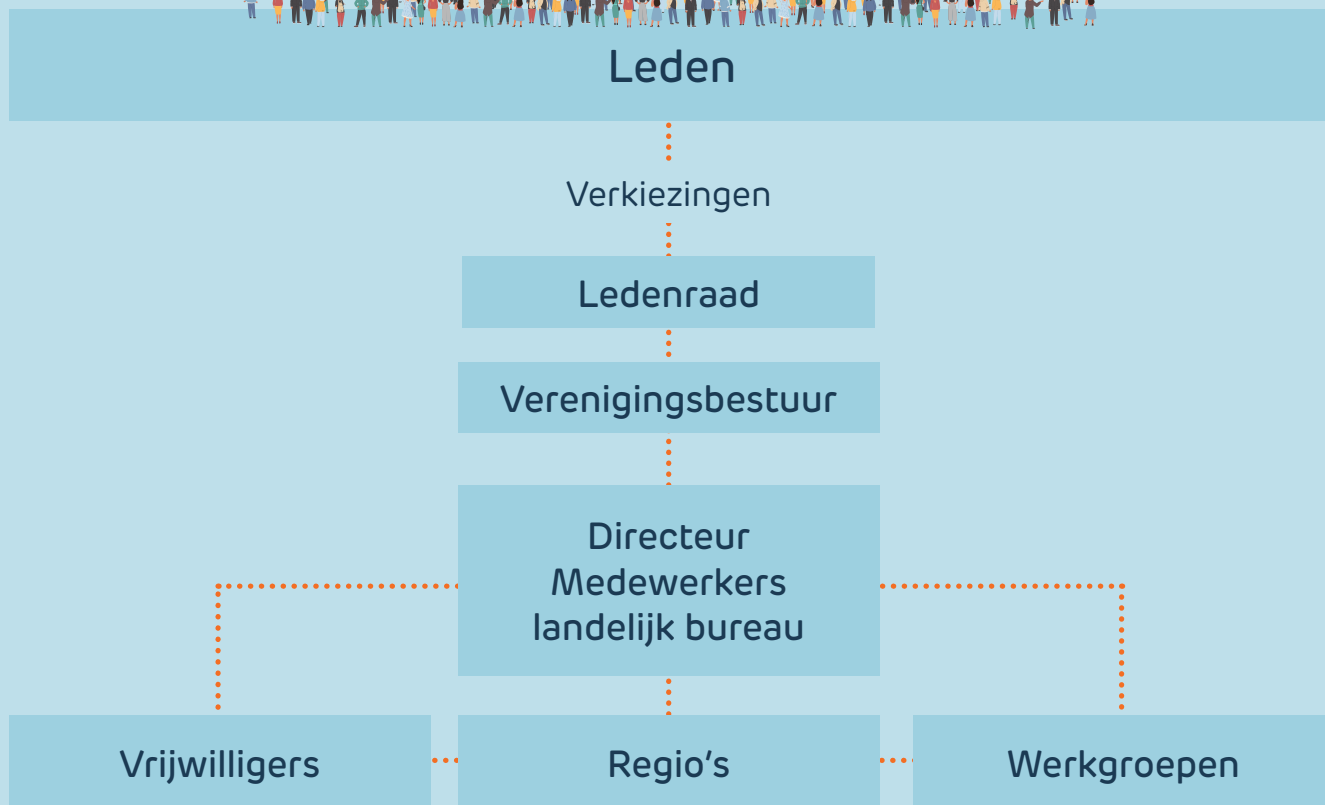 Leden
Verkiezingen
Ledenraad
Verenigingsbestuur
Directeur
Medewerkers
landelijk bureau
Vrijwilligers
Regio's
Werkgroepen